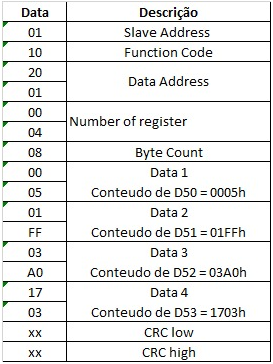 Data Descrição
01 Slave Address
10 Function Code
20
Data Address
01
00
Number of register
04
08 Byte Count
00 Data 1
05 Conteudo de D50 = 0005h
01 Data 2
FF Conteudo de D51 = 01FFh
03 Data 3
A0 Conteudo de D52 = 03A0h
17 Data 4
03 Conteudo de D53 = 1703h
xx CRC low
xx CRC high